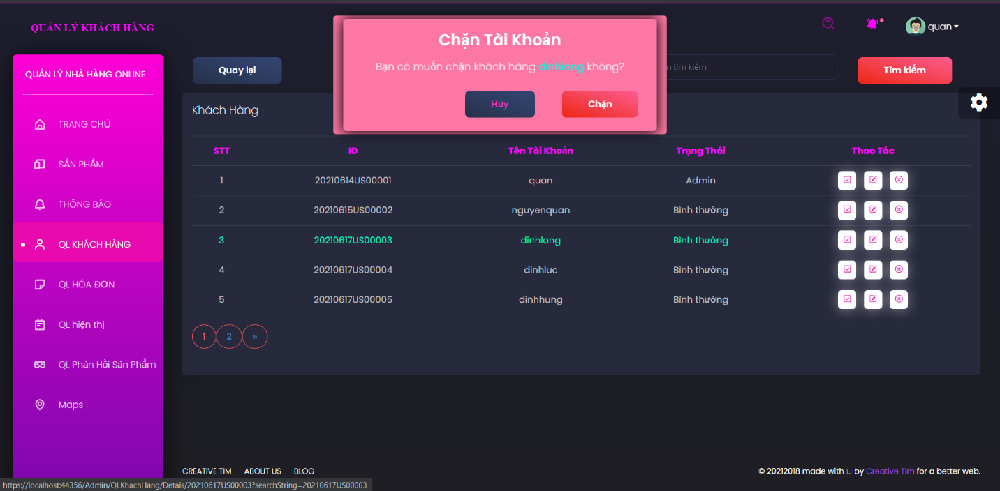 QUẢN LÝ KHÁCH HÀNG
quan
Chặn Tài Khoản
Bạn có muốn chặn khách hàng dinhlong không?
Hủy
Chặn
QUẢN LÝ NHÀ HÀNG ONLINE
TRANG CHỦ
SẢN PHẨM
THÔNG BÁO
QL KHÁCH HÀNG
QL HÓA ĐƠN
QL hiện thị
QL Phản Hồi Sản Phẩm
Maps
Quay lại
tìm kiếm
Tìm kiếm
Khách Hàng
STT ID Tên Tài Khoản Trạng Thái Thao Tác
1 20210614US00001 quan Admin
2 20210615US00002 nguyenquan Bình thường
3 20210617US00003 dinhlong Bình thường
4 20210617US00004 dinhluc Bình thường
5 20210617US00005 dinhhung Bình thường
1 2 »
CREATIVE TIM ABOUT US BLOG
© 20212018 made with by Creative Tim for a better web.
https://localhost:44356/Admin/QLKhachHang/Detais/20210617US00003?searchString=20210617US00003